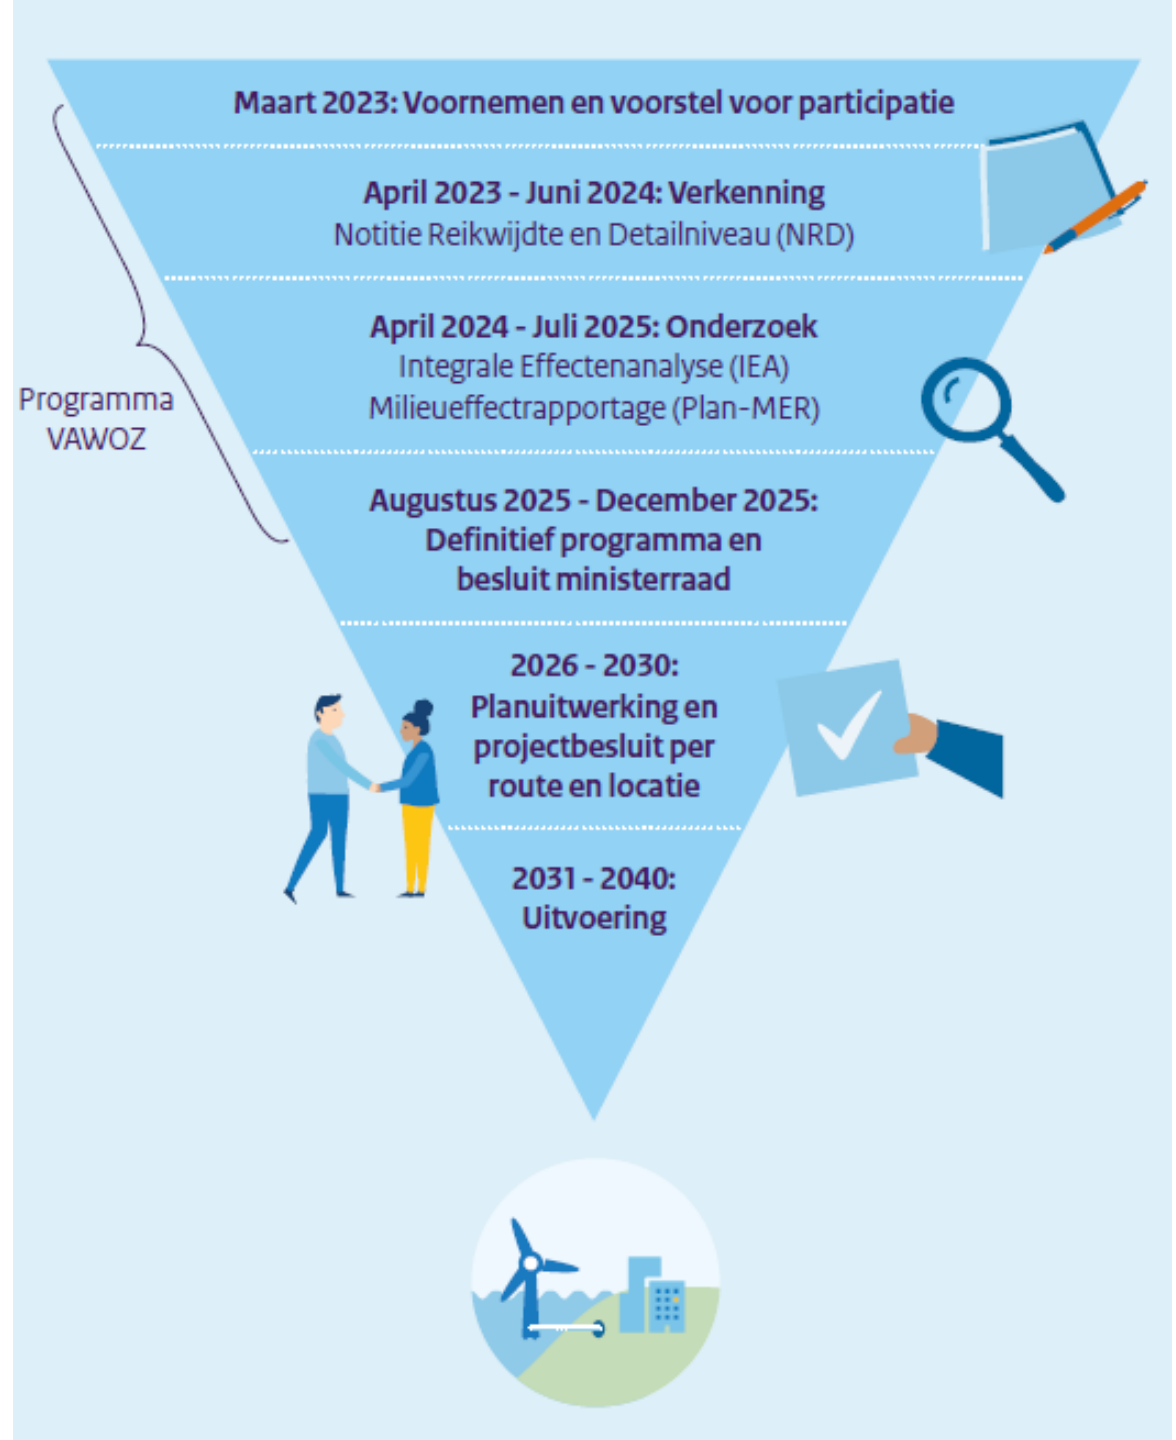 Maart 2023: Voornemen en voorstel voor participatie
April 2023 - Juni 2024: Verkenning
Notitie Reikwijdte en Detailniveau (NRD)
April 2024 - Juli 2025: Onderzoek
Integrale Effectenanalyse (IEA)
Milieueffectrapportage (Plan-MER)
Programma
VAWOZ
Augustus 2025 - December 2025:
Definitief programma en
besluit ministerraad
2026 - 2030:
Planuitwerking en
projectbesluit per
route en locatie
2031 - 2040:
Uitvoering